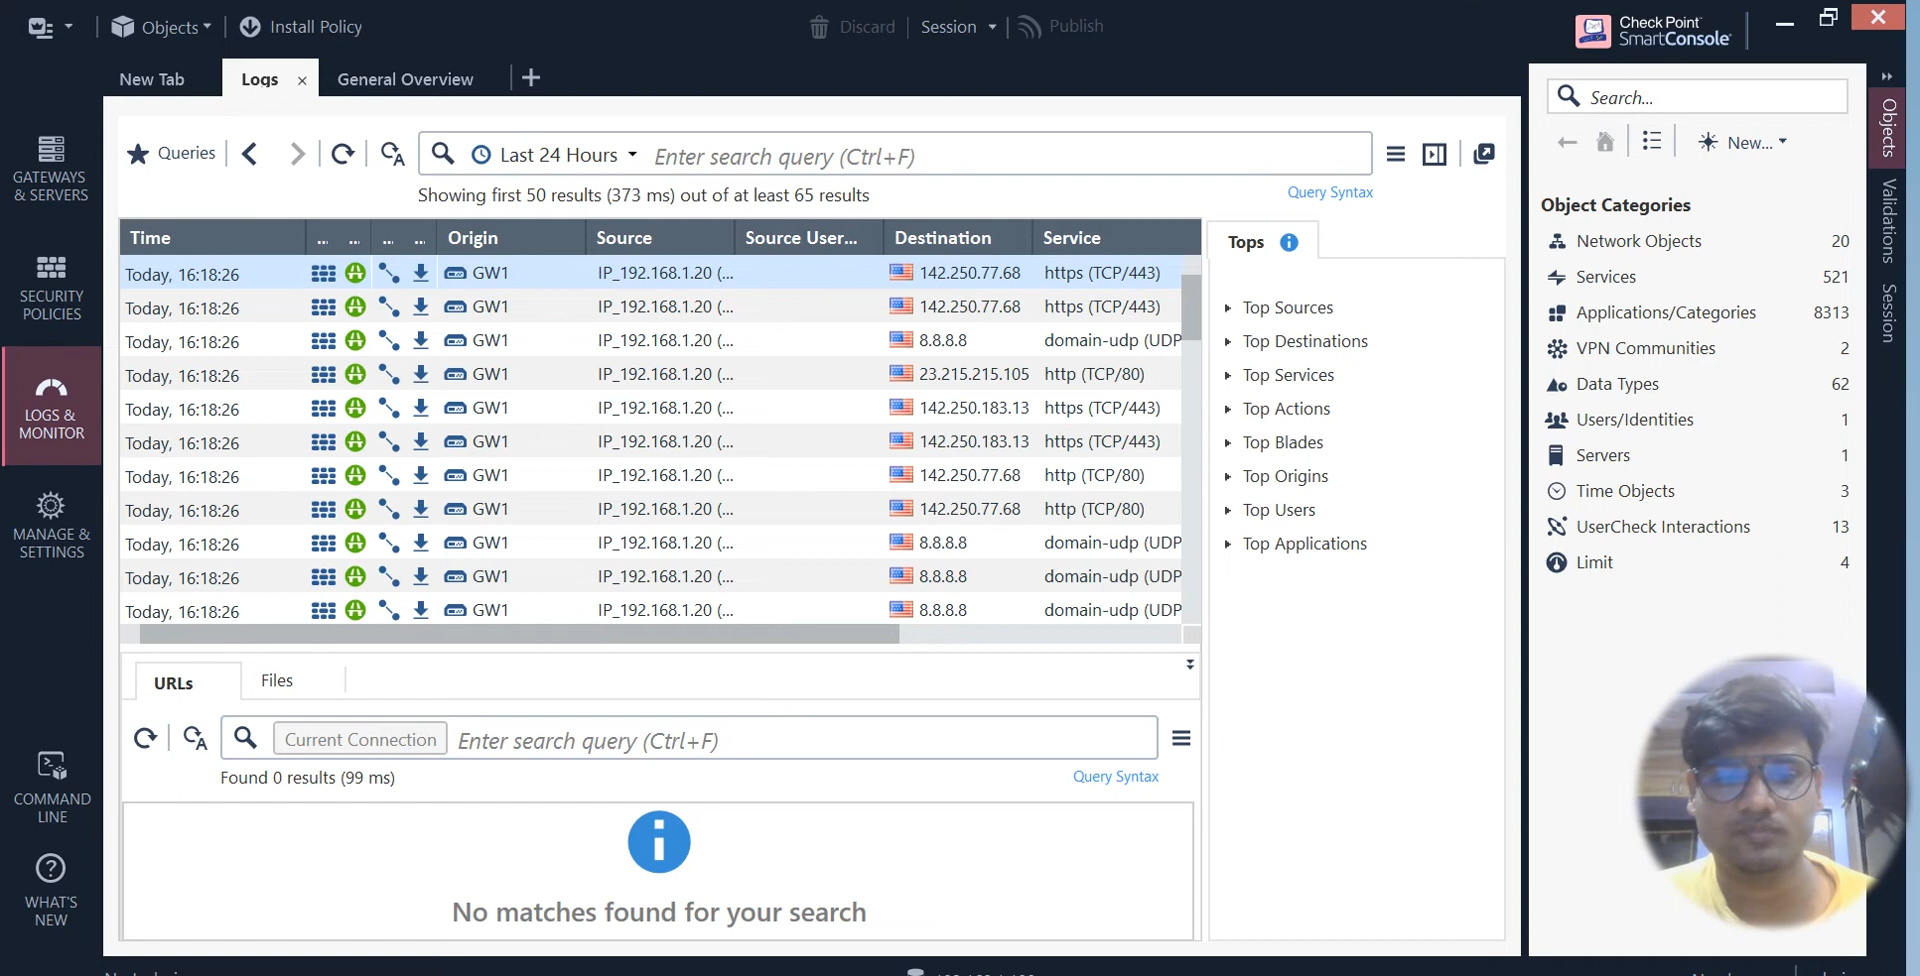 Objects
Install Policy
Discard
Session
Publish
Check Point
SmartConsole
New Tab
Logs
General Overview
GATEWAYS
& SERVERS
SECURITY
POLICIES
LOGS &
MONITOR
MANAGE &
SETTINGS
COMMAND
LINE
WHAT'S
NEW
Queries
Last 24 Hours
Enter search query (Ctrl+F)
Showing first 50 results (373 ms) out of at least 65 results
Query Syntax
Time ... ... ... ... Origin Source Source User... Destination Service
Today, 16:18:26 GW1 IP_192.168.1.20 (... 142.250.77.68 https (TCP/443)
Today, 16:18:26 GW1 IP_192.168.1.20 (... 142.250.77.68 https (TCP/443)
Today, 16:18:26 GW1 IP_192.168.1.20 (... 8.8.8.8 domain-udp (UDP
Today, 16:18:26 GW1 IP_192.168.1.20 (... 23.215.215.105 http (TCP/80)
Today, 16:18:26 GW1 IP_192.168.1.20 (... 142.250.183.13 https (TCP/443)
Today, 16:18:26 GW1 IP_192.168.1.20 (... 142.250.183.13 https (TCP/443)
Today, 16:18:26 GW1 IP_192.168.1.20 (... 142.250.77.68 http (TCP/80)
Today, 16:18:26 GW1 IP_192.168.1.20 (... 142.250.77.68 http (TCP/80)
Today, 16:18:26 GW1 IP_192.168.1.20 (... 8.8.8.8 domain-udp (UDP
Today, 16:18:26 GW1 IP_192.168.1.20 (... 8.8.8.8 domain-udp (UDP
Today, 16:18:26 GW1 IP_192.168.1.20 (... 8.8.8.8 domain-udp (UDP
Tops
Top Sources
Top Destinations
Top Services
Top Actions
Top Blades
Top Origins
Top Users
Top Applications
URLs
Files
Current Connection
Enter search query (Ctrl+F)
Found 0 results (99 ms)
Query Syntax
No matches found for your search
Search...
New...
Object Categories
Network Objects 20
Services 521
Applications/Categories 8313
VPN Communities 2
Data Types 62
Users/Identities 1
Servers 1
Time Objects 3
UserCheck Interactions 13
Limit 4
Objects
Validations
Session